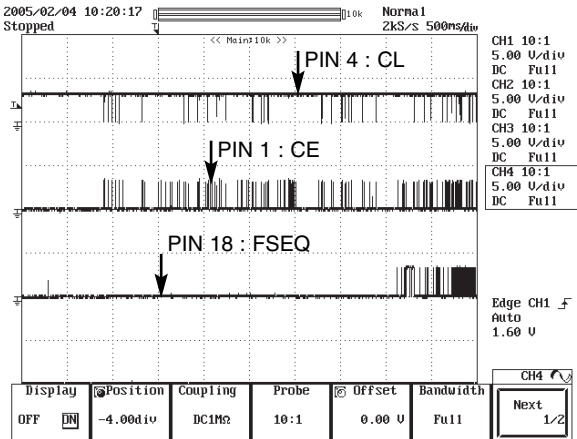 2005/02/04 10:20:17
Stopped
10k
Normal
2kS/s 500ms/div
<< Main:10k >>
CH1 10:1
5.00 V/div
DC Full
CH2 10:1
5.00 V/div
DC Full
CH3 10:1
5.00 V/div
DC Full
CH4 10:1
5.00 V/div
DC Full
PIN 4 : CL
PIN 1 : CE
PIN 18 : FSEQ
Edge CH1
Auto
1.60 V
CH4
Display
OFF ON
Position
-4.00div
Coupling
DC1MΩ
Probe
10:1
Offset
0.00 V
Bandwidth
Full
Next
1/2